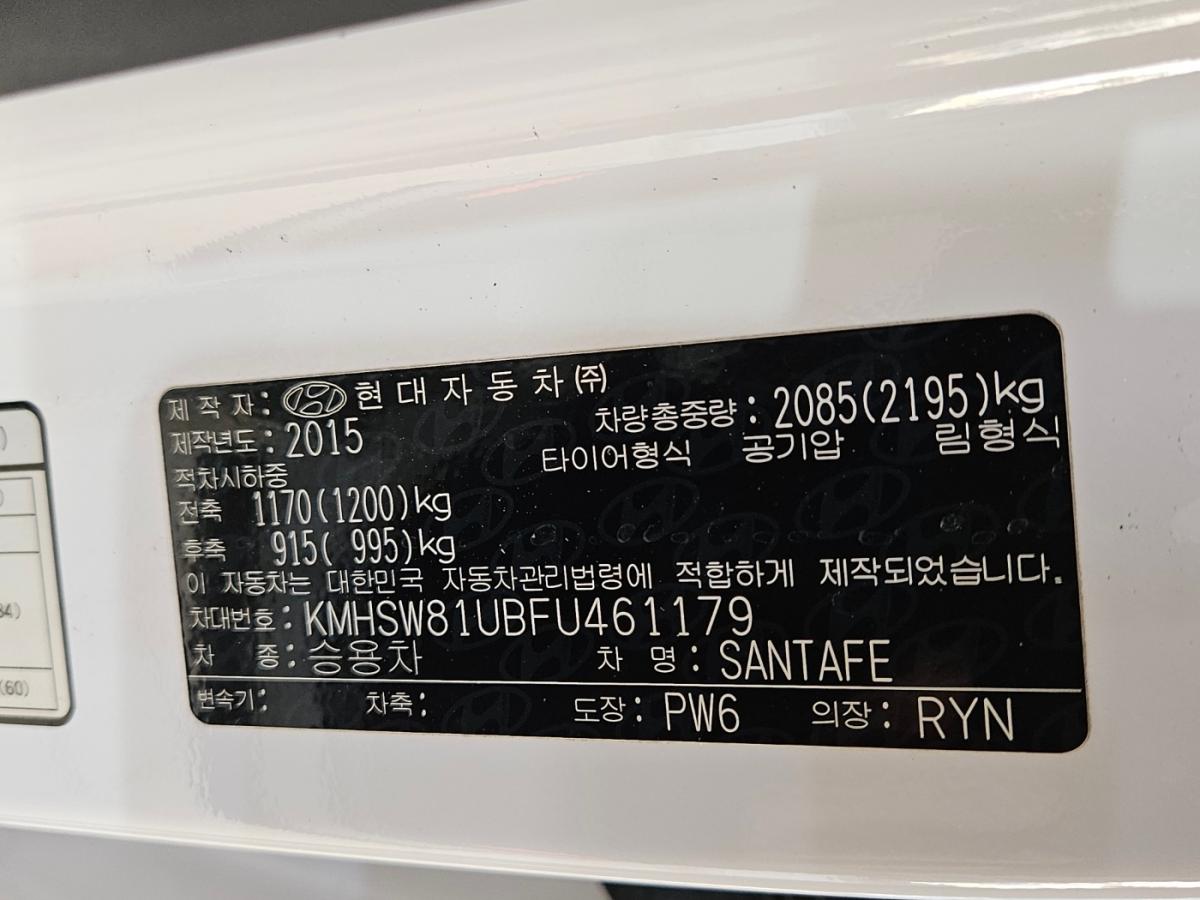 제 작 자: 현 대 자 동 차 (주)
제작년도: 2015 차량총중량: 2085(2195)kg
적차시하중 타이어형식 공기압 림형식
전축 1170(1200)kg
후축 915( 995)kg
이 자동차는 대한민국 자동차관리법령에 적합하게 제작되었습니다.
차대번호: KMHSW81UBFU461179
차 종: 승용차 차 명: SANTAFE
변속기: 차축: 도장: PW6 의장: RYN
(60)